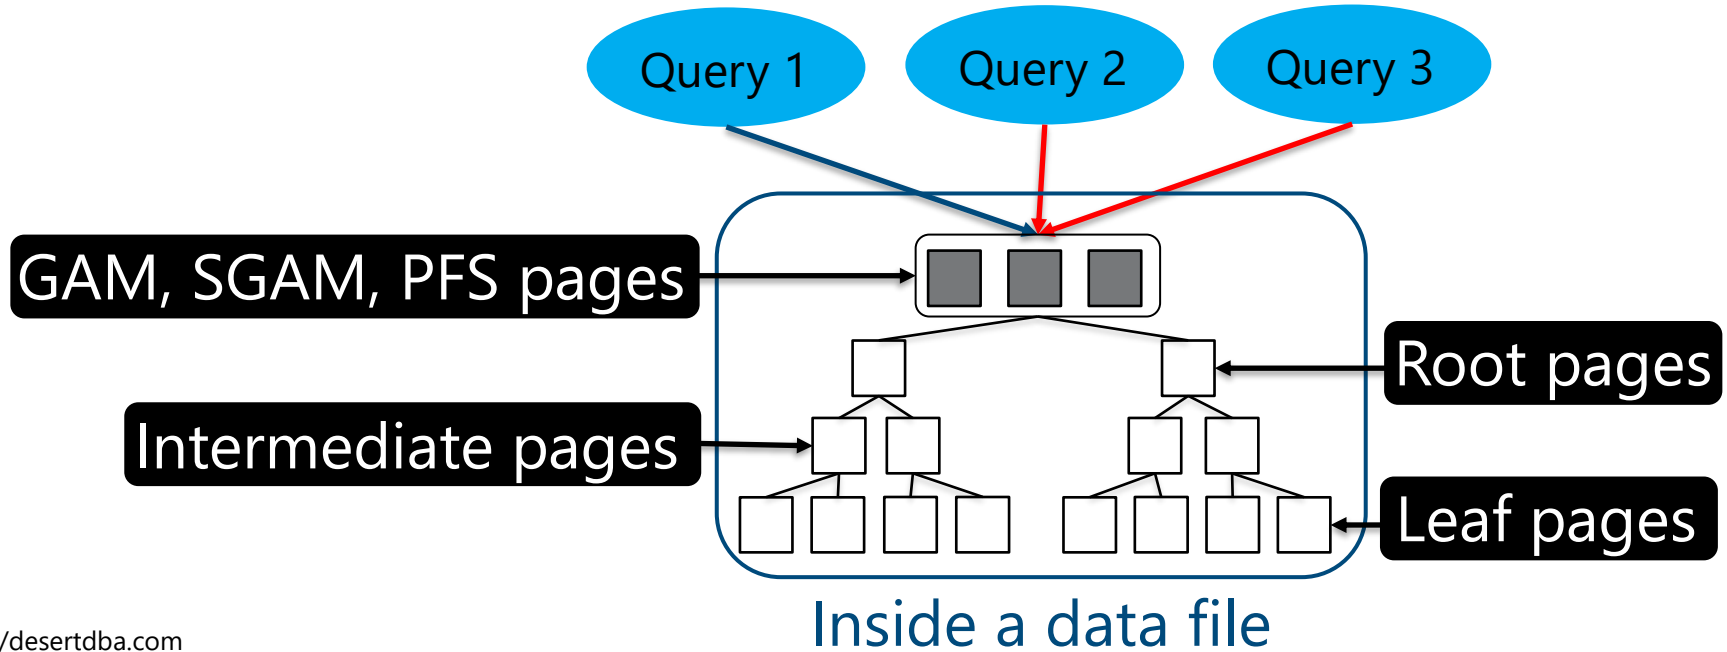 Query 1
Query 2
Query 3
GAM, SGAM, PFS pages
Root pages
Intermediate pages
Leaf pages
Inside a data file
/desertdba.com